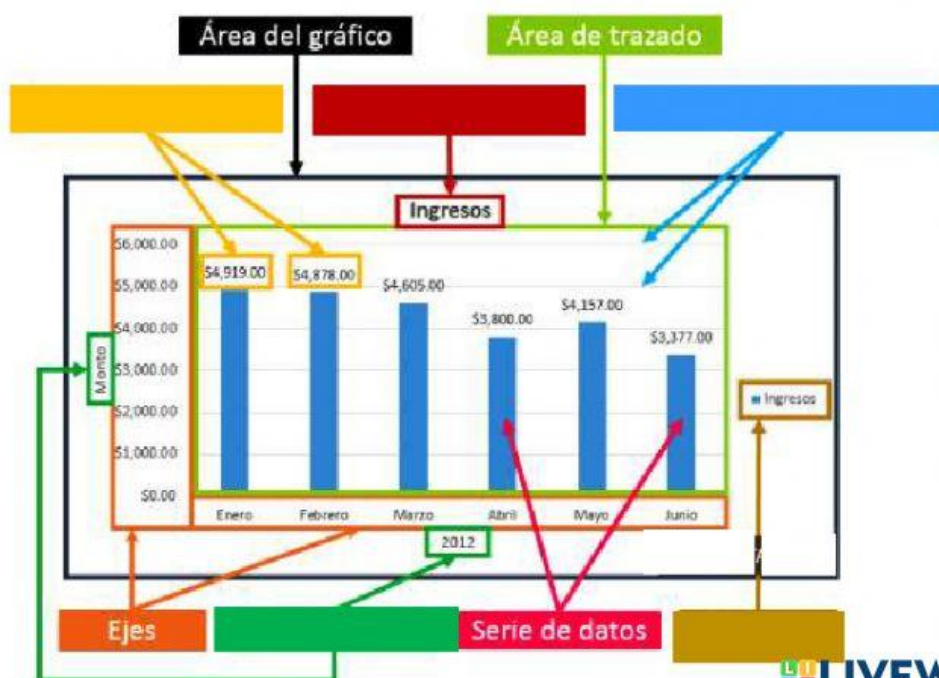 Área del gráfico
Área de trazado
Ingresos
$6,000.00
$4,919.00
$4,878.00
$5,000.00
$4,605.00
$4,157.00
$3,800.00
$4,000.00
$3,377.00
Monto
$3,000.00
Ingresos
$2,000.00
$1,000.00
$0.00
Enero Febrero Marzo Abril Mayo Junio
2012
Ejes
Serie de datos